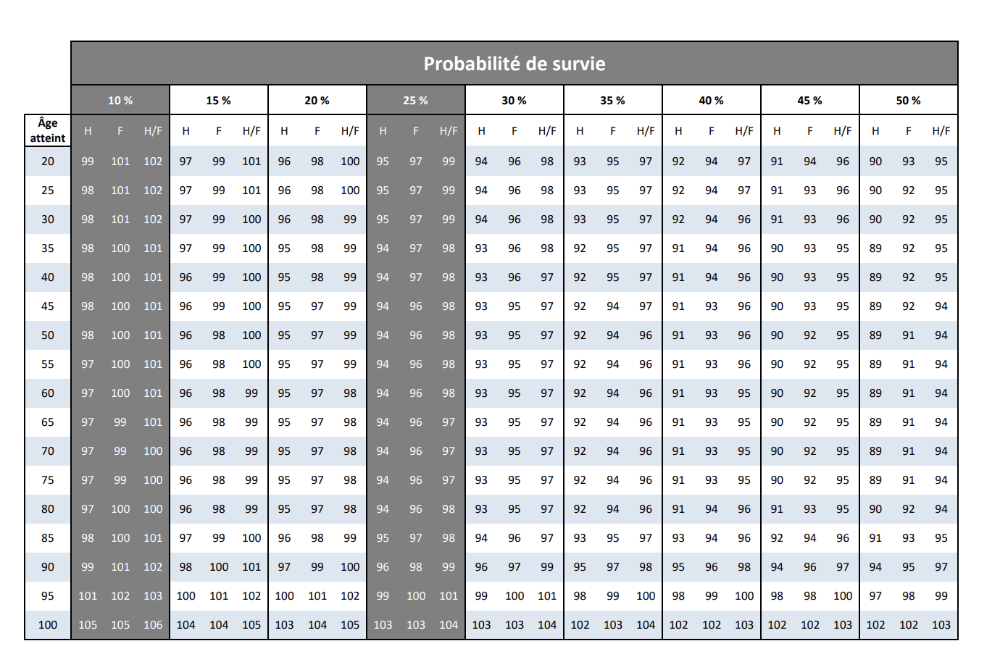 Probabilité de survie
10 % 15 % 20 % 25 % 30 % 35 % 40 % 45 % 50 %
Âge
atteint H F H/F H F H/F H F H/F H F H/F H F H/F H F H/F H F H/F H F H/F H F H/F
20 99 101 102 97 99 101 96 98 100 95 97 99 94 96 98 93 95 97 92 94 97 91 94 96 90 93 95
25 98 101 102 97 99 101 96 98 100 95 97 99 94 96 98 93 95 97 92 94 97 91 93 96 90 92 95
30 98 101 102 97 99 100 96 98 99 95 97 99 94 96 98 93 95 97 92 94 96 91 93 96 90 92 95
35 98 100 101 97 99 100 95 98 99 94 97 98 93 96 98 92 95 97 91 94 96 90 93 95 89 92 95
40 98 100 101 96 99 100 95 98 99 94 97 98 93 96 97 92 95 97 91 94 96 90 93 95 89 92 95
45 98 100 101 96 99 100 95 97 99 94 96 98 93 95 97 92 94 97 91 93 96 90 93 95 89 92 94
50 98 100 101 96 98 100 95 97 99 94 96 98 93 95 97 92 94 96 91 93 96 90 92 95 89 91 94
55 97 100 101 96 98 100 95 97 99 94 96 98 93 95 97 92 94 96 91 93 96 90 92 95 89 91 94
60 97 100 101 96 98 99 95 97 98 94 96 98 93 95 97 92 94 96 91 93 95 90 92 95 89 91 94
65 97 99 101 96 98 99 95 97 98 94 96 97 93 95 97 92 94 96 91 93 95 90 92 95 89 91 94
70 97 99 100 96 98 99 95 97 98 94 96 97 93 95 97 92 94 96 91 93 95 90 92 95 89 91 94
75 97 99 100 96 98 99 95 97 98 94 96 97 93 95 97 92 94 96 91 93 95 90 92 95 89 91 94
80 97 100 100 96 98 99 95 97 98 94 96 98 93 95 97 92 94 96 91 94 96 91 93 95 90 92 94
85 98 100 101 97 99 100 96 98 99 95 97 98 94 96 97 93 95 97 93 94 96 92 94 96 91 93 95
90 99 101 102 98 100 101 97 99 100 96 98 99 96 97 99 95 97 98 95 96 98 94 96 97 94 95 97
95 101 102 103 100 101 102 100 101 102 99 100 101 99 100 101 98 99 100 98 99 100 98 98 100 97 98 99
100 105 105 106 104 104 105 103 104 105 103 103 104 103 103 104 102 103 104 102 102 103 102 102 103 102 102 103